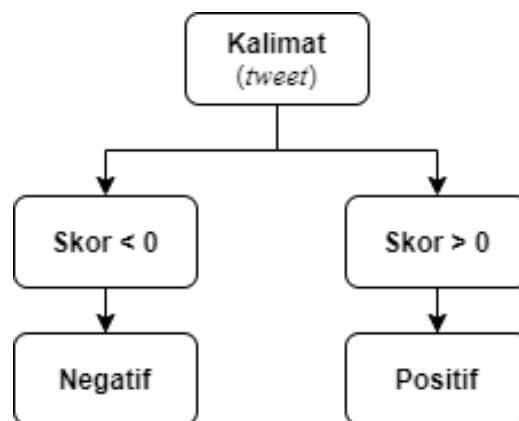 Kalimat
(tweet)
Skor < 0
Skor > 0
Negatif
Positif